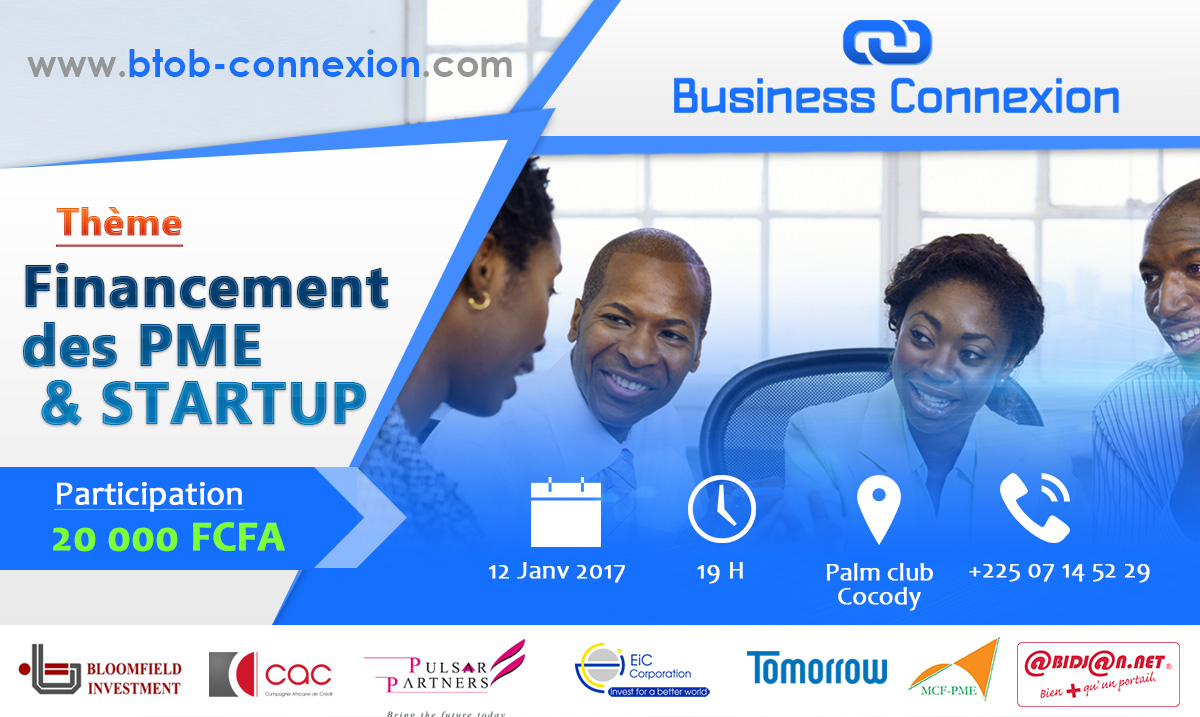 www.btob-connexion.com
Business Connexion
Thème
Financement
des PME
& STARTUP
Participation
20 000 FCFA
12 Janv 2017
19 H
Palm club
Cocody
+225 07 14 52 29
BLOOMFIELD
INVESTMENT
cac
Compagnie Africaine de Crédit
PULSAR
PARTNERS
Bring the future today
EiC
Corporation
Invest for a better world
TOMORROW
MCF-PME
@BIDJ@N.NET®
Bien + qu'un portail.